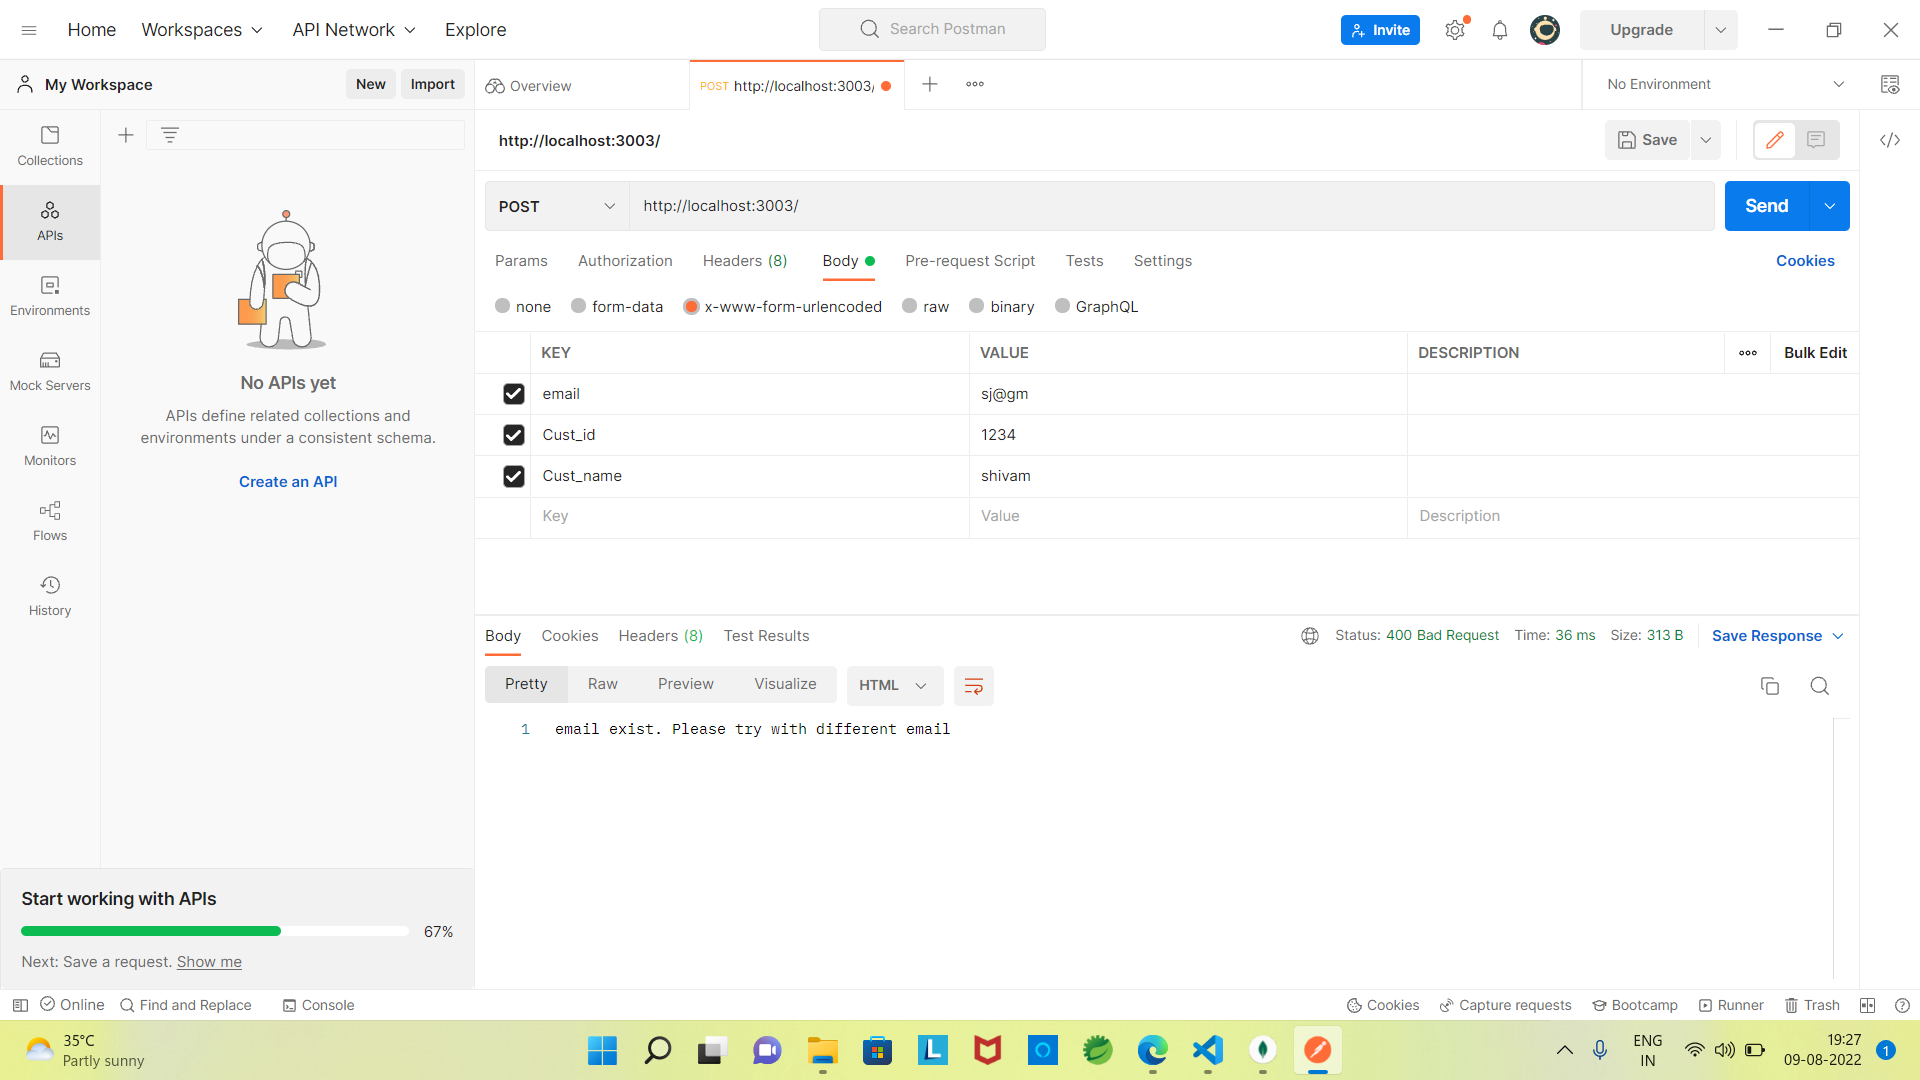 Home
Workspaces
API Network
Explore
Search Postman
Invite
Upgrade
My Workspace
New
Import
Overview
POST http://localhost:3003/
No Environment
Collections
APIs
Environments
Mock Servers
Monitors
Flows
History
No APIs yet
APIs define related collections and
environments under a consistent schema.
Create an API
http://localhost:3003/
Save
POST
http://localhost:3003/
Send
Params
Authorization
Headers (8)
Body
Pre-request Script
Tests
Settings
Cookies
none
form-data
x-www-form-urlencoded
raw
binary
GraphQL
KEY
VALUE
DESCRIPTION
Bulk Edit
email
sj@gm
Cust_id
1234
Cust_name
shivam
Key
Value
Description
Body
Cookies
Headers (8)
Test Results
Status: 400 Bad Request
Time: 36 ms
Size: 313 B
Save Response
Pretty
Raw
Preview
Visualize
HTML
1 email exist. Please try with different email
Start working with APIs
67%
Next: Save a request. Show me
Online
Find and Replace
Console
Cookies
Capture requests
Bootcamp
Runner
Trash
35°C
Partly sunny
L
ENG
IN
19:27
09-08-2022
1